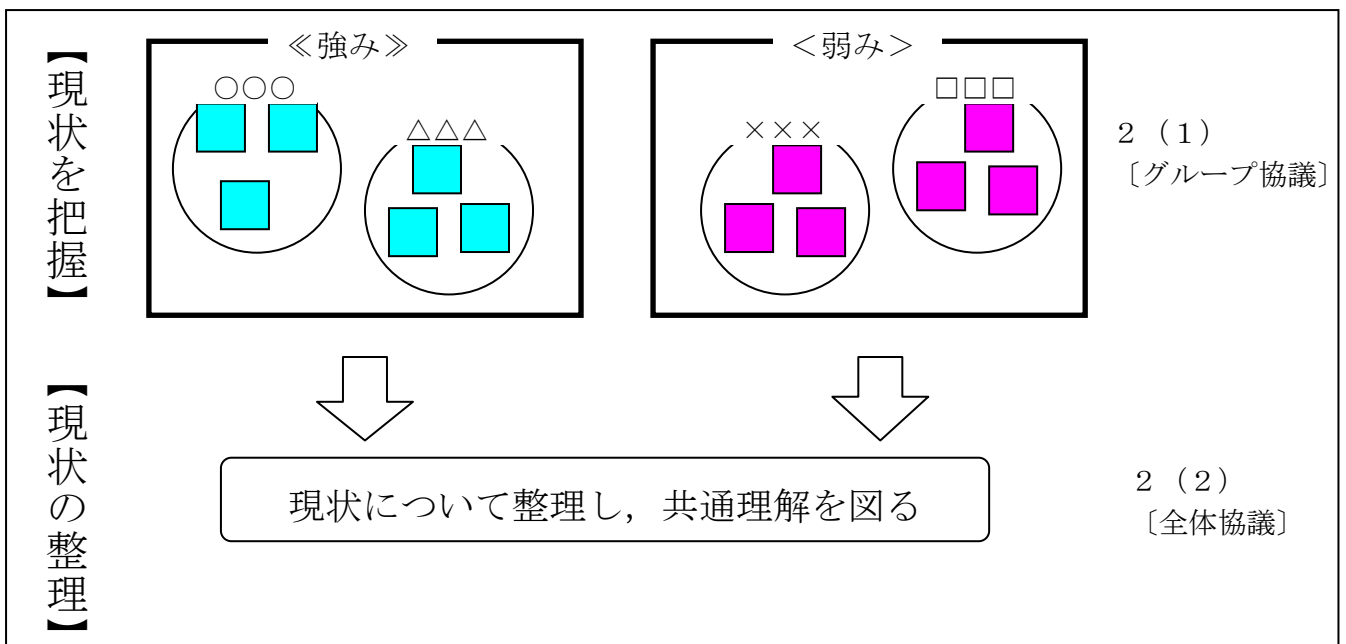 【現状を把握】
≪強み≫
○○○
△△△
＜弱み＞
×××
□□□
２（１）
〔グループ協議〕
【現状の整理】
現状について整理し，共通理解を図る
２（２）
〔全体協議〕